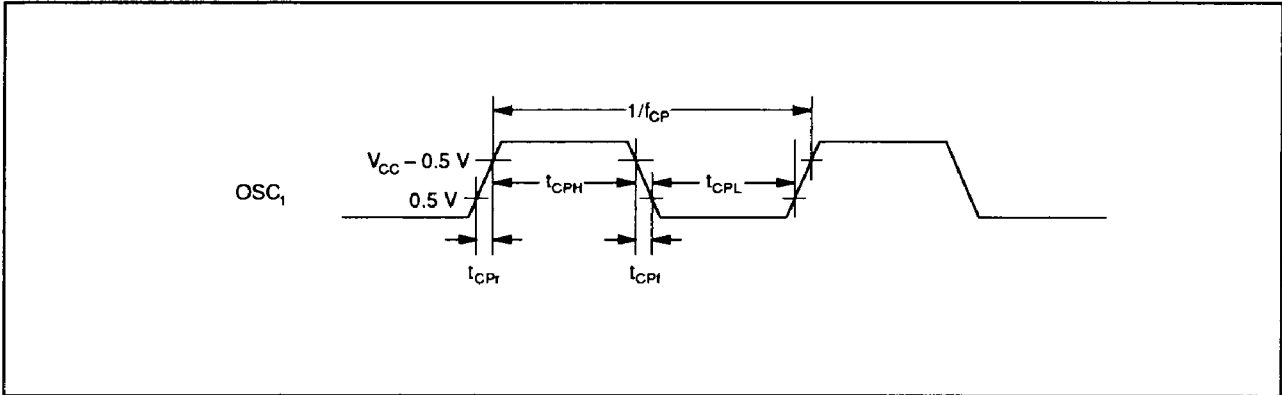 1/fCP
VCC – 0.5 V
OSC1
tCPH
tCPL
0.5 V
tCPr
tCPf